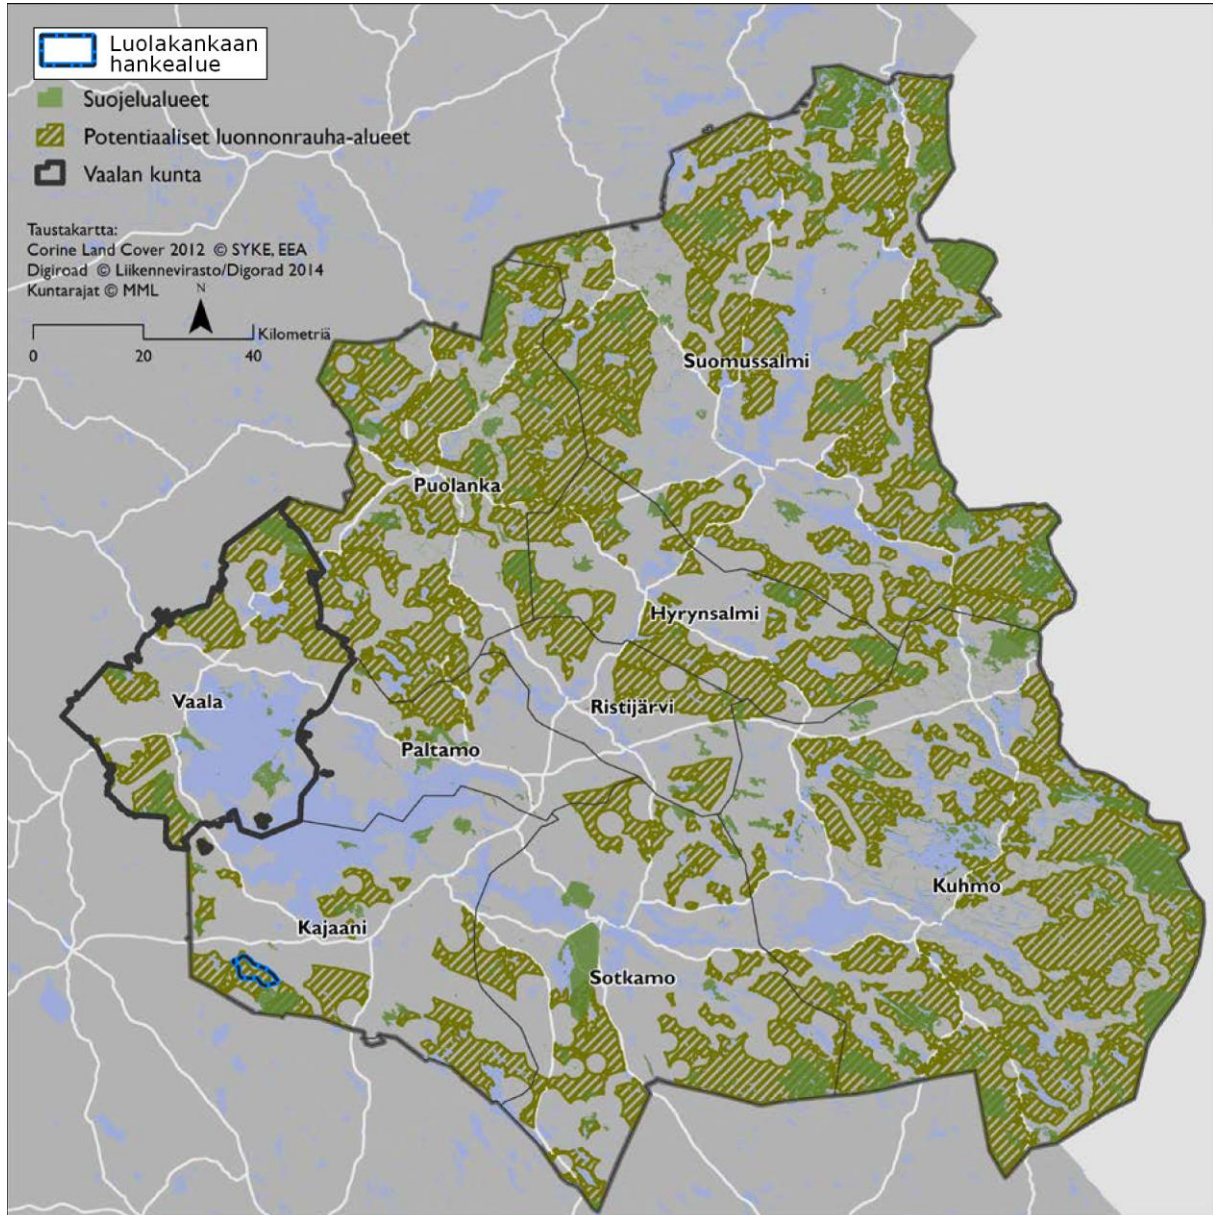 Luolakankaan
hankealue
Suojelualueet
Potentiaaliset luonnonrauha-alueet
Vaalan kunta
Taustakartta:
Corine Land Cover 2012 © SYKE, EEA
Digiroad © Liikennevirasto/Digorad 2014
Kuntarajat © MML
N
Kilometriä
0 20 40
Suomussalmi
Puolanka
Hyrynsalmi
Vaala
Ristijärvi
Paltamo
Kuhmo
Kajaani
Sotkamo